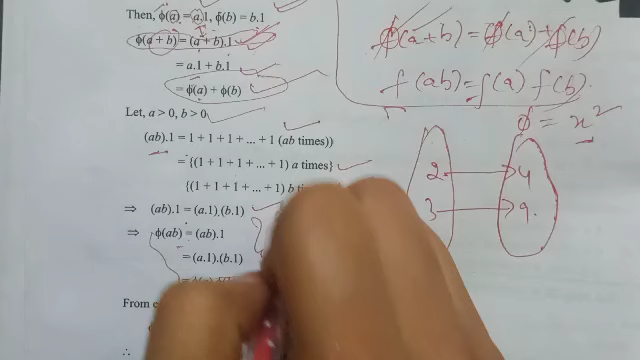 Then, ϕ(a) = a.1, ϕ(b) = b.1
ϕ(a + b) = (a + b).1
= a.1 + b.1
= ϕ(a) + ϕ(b)
Let, a > 0, b > 0
(ab).1 = 1 + 1 + 1 + ... + 1 (ab times))
= {(1 + 1 + 1 + ... + 1) a times}
{(1 + 1 + 1 + ... + 1) b
⇒ (ab).1 = (a.1).(b.1)
⇒ ϕ(ab) = (ab).1
= (a.1).(b.1)
From
∴
ϕ(a+b) = ϕ(a) + ϕ(b)
f(ab) = f(a) f(b).
ϕ = x²
2 → 4
3 → 9.